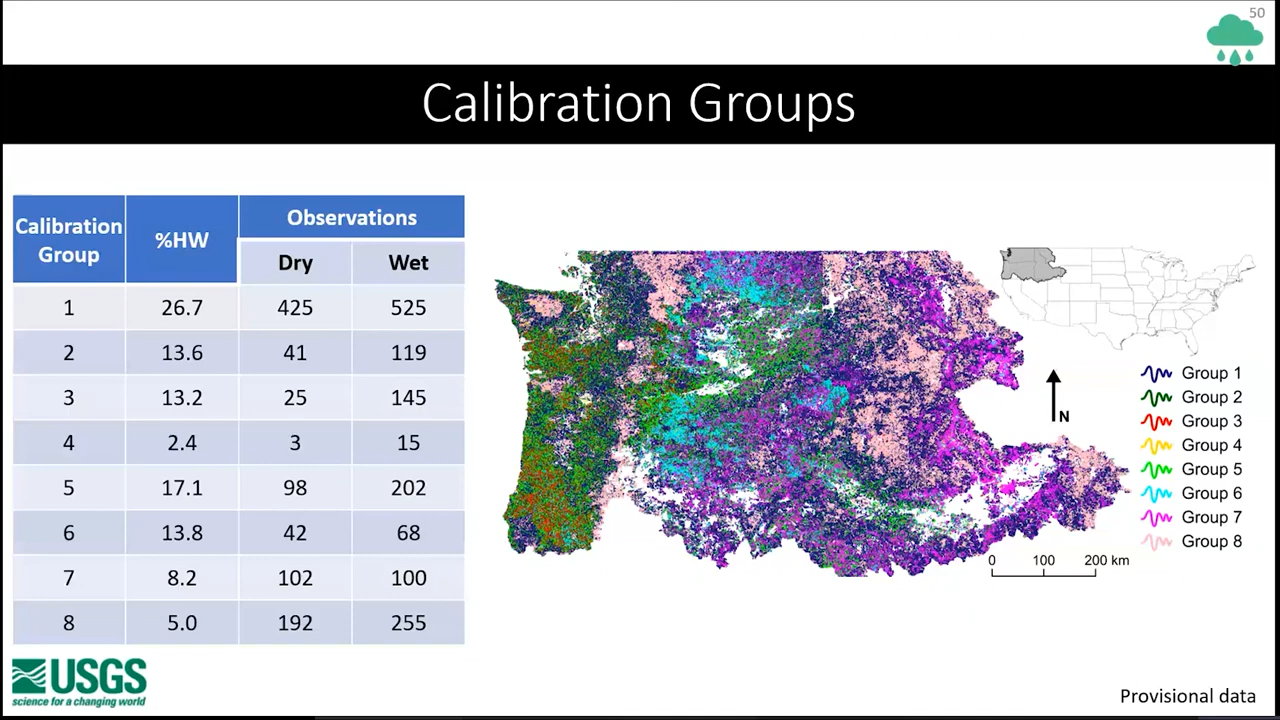 50
Calibration Groups
Calibration Group %HW Observations
Dry Wet
1 26.7 425 525
2 13.6 41 119
3 13.2 25 145
4 2.4 3 15
5 17.1 98 202
6 13.8 42 68
7 8.2 102 100
8 5.0 192 255
N
Group 1
Group 2
Group 3
Group 4
Group 5
Group 6
Group 7
Group 8
0 100 200 km
USGS
science for a changing world
Provisional data